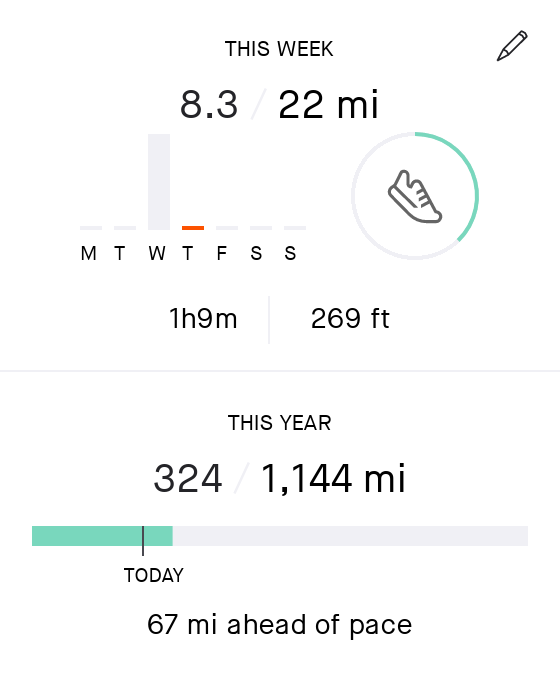 THIS WEEK
8.3 / 22 mi
M T W T F S S
1h9m 269 ft
THIS YEAR
324 / 1,144 mi
TODAY
67 mi ahead of pace